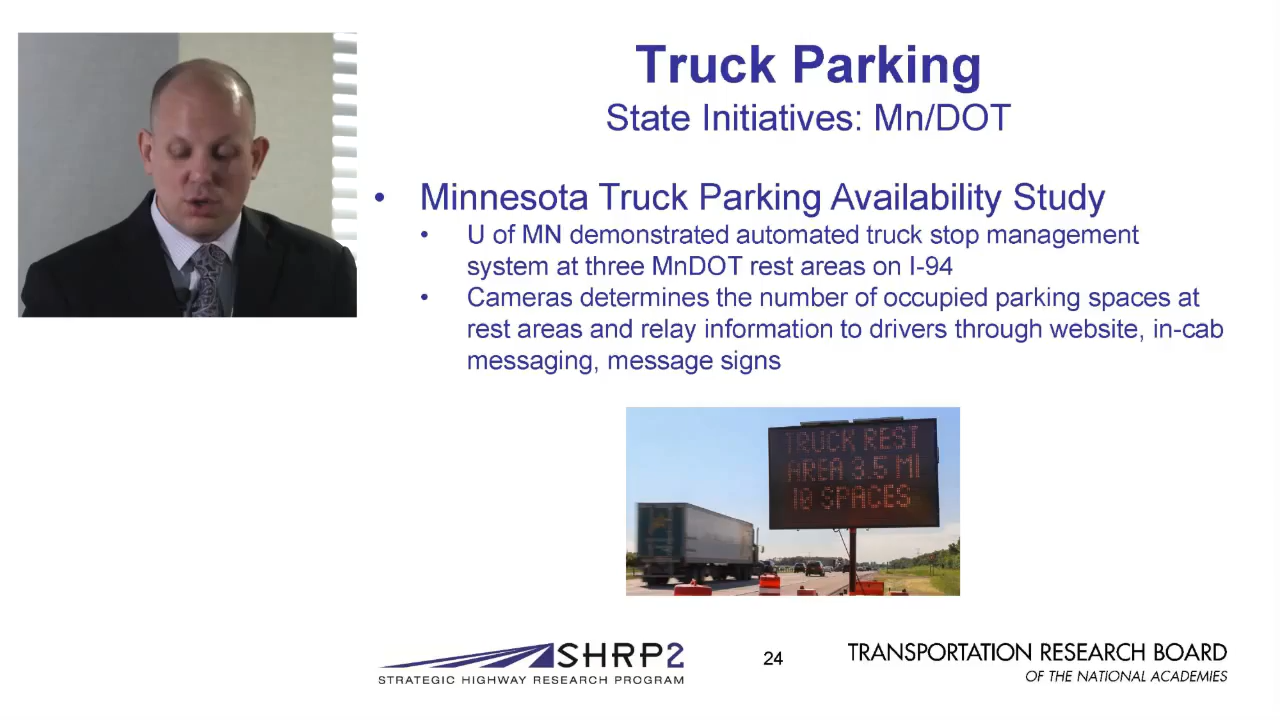 Truck Parking
State Initiatives: Mn/DOT
• Minnesota Truck Parking Availability Study
• U of MN demonstrated automated truck stop management
system at three MnDOT rest areas on I-94
• Cameras determines the number of occupied parking spaces at
rest areas and relay information to drivers through website, in-cab
messaging, message signs
TRUCK REST
AREA 3.5 MI
10 SPACES
SHRP2
STRATEGIC HIGHWAY RESEARCH PROGRAM
24
TRANSPORTATION RESEARCH BOARD
OF THE NATIONAL ACADEMIES